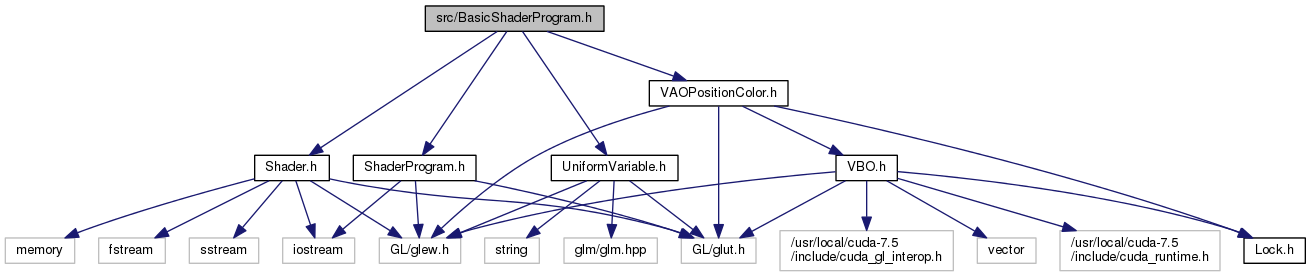 src/BasicShaderProgram.h
VAOPositionColor.h
Shader.h
ShaderProgram.h
UniformVariable.h
VBO.h
memory
fstream
sstream
iostream
GL/glew.h
string
glm/glm.hpp
GL/glut.h
/usr/local/cuda-7.5
/include/cuda_gl_interop.h
vector
/usr/local/cuda-7.5
/include/cuda_runtime.h
Lock.h